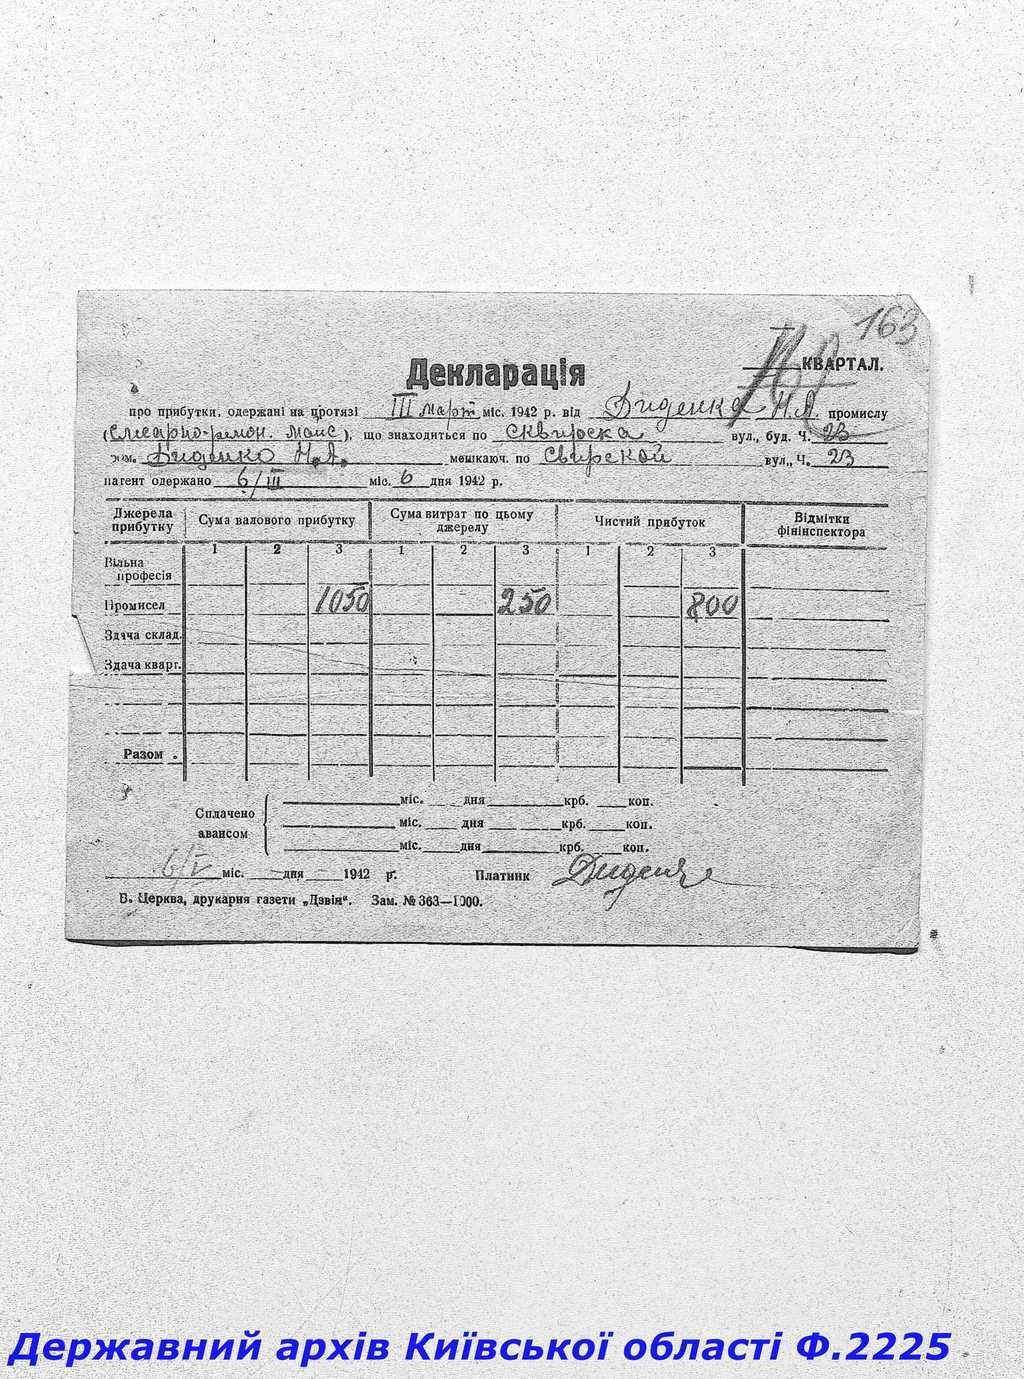 163
Декларація
КВАРТАЛ.
про прибутки, одержані на протязі III март міс. 1942 р. від Диденка Н.А. промислу
(Слесарно-ремон. майс), що знаходиться по Сквирска вул., буд. Ч. 23
гом. Диденко Н.А. мешкаюч. по Свирской вул., Ч. 23
патент одержано 6/III міс. 6 дня 1942 р.
Джерела прибутку Сума валового прибутку Сума витрат по цьому джерелу Чистий прибуток Відмітки фінінспектора
1 2 3 1 2 3 1 2 3
Вільна професія
Промисел 1050 250 800
Здача склад.
Здача кварт.
Разом .
Сплачено авансом
міс. дня крб. коп.
міс. дня крб. коп.
міс. дня крб. коп.
6/V міс. — дня — 1942 р. Платник Диденко
Б. Церква, друкарня газети „Дзвін". Зам. № 363—1000.
Державний архів Київської області Ф.2225